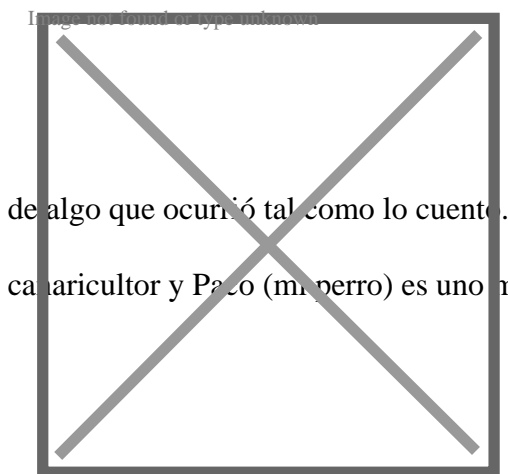 Image not found or type unknown
de algo que ocurrió tal como lo cuento.
canaricultor y Paco (mi perro) es uno